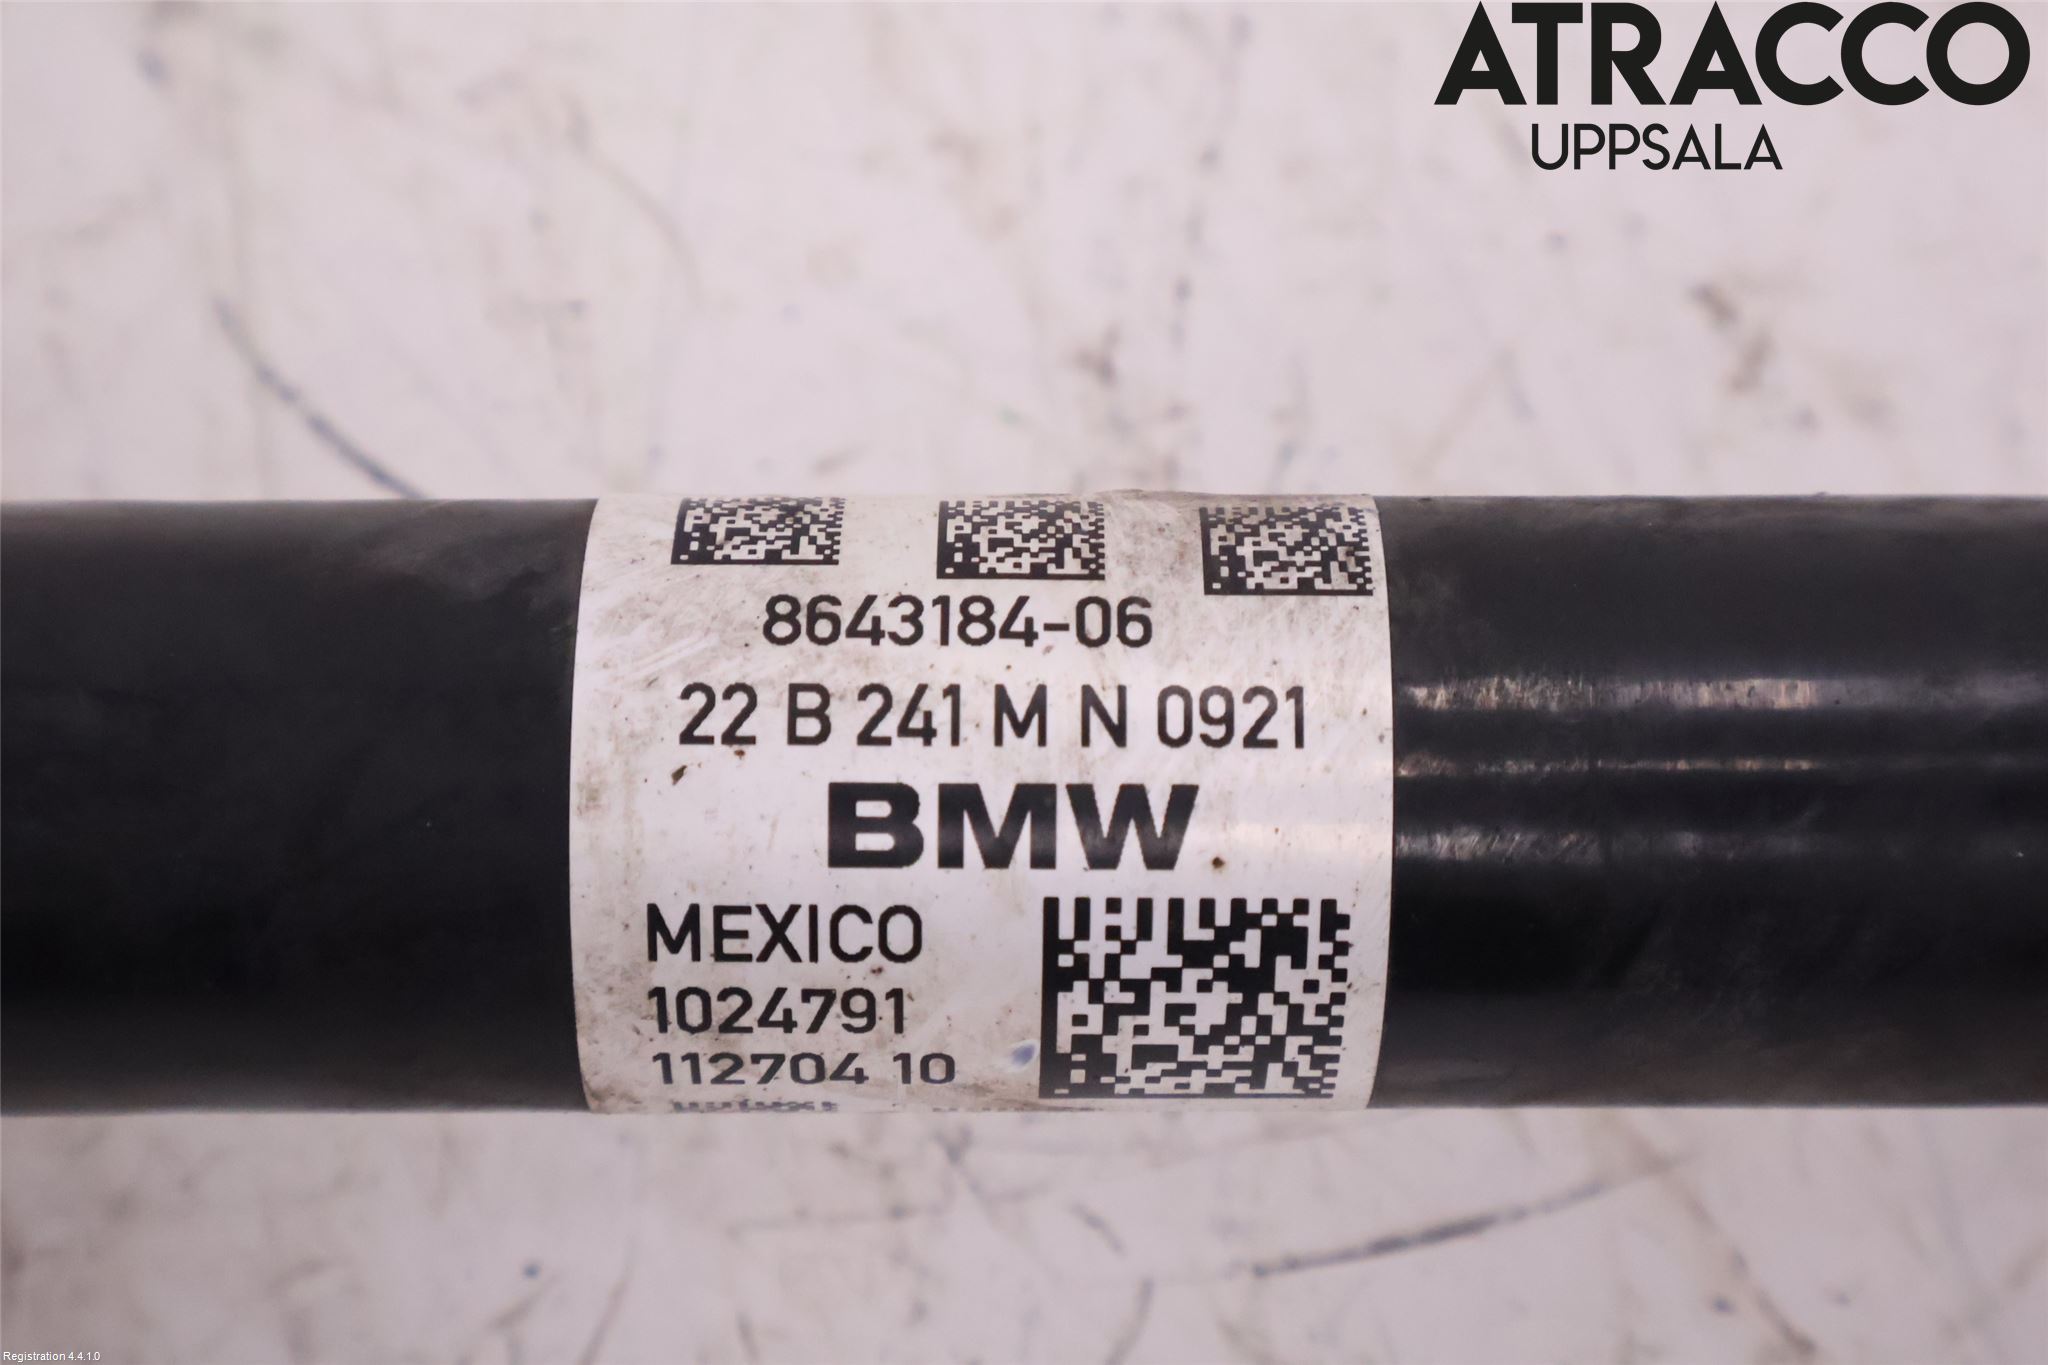 ATRACCO
UPPSALA
8643184-06
22 B 241 M N 0921
BMW
MEXICO
1024791
112704 10
Registration 4.4.1.0